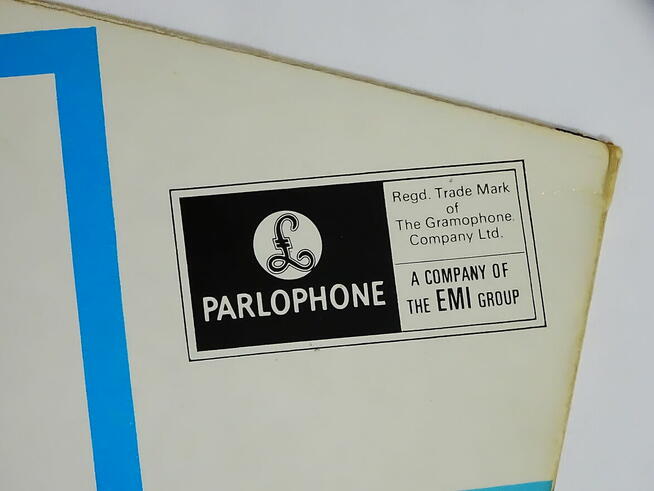 £
PARLOPHONE
Regd. Trade Mark
of
The Gramophone
Company Ltd.
A COMPANY OF
THE EMI GROUP